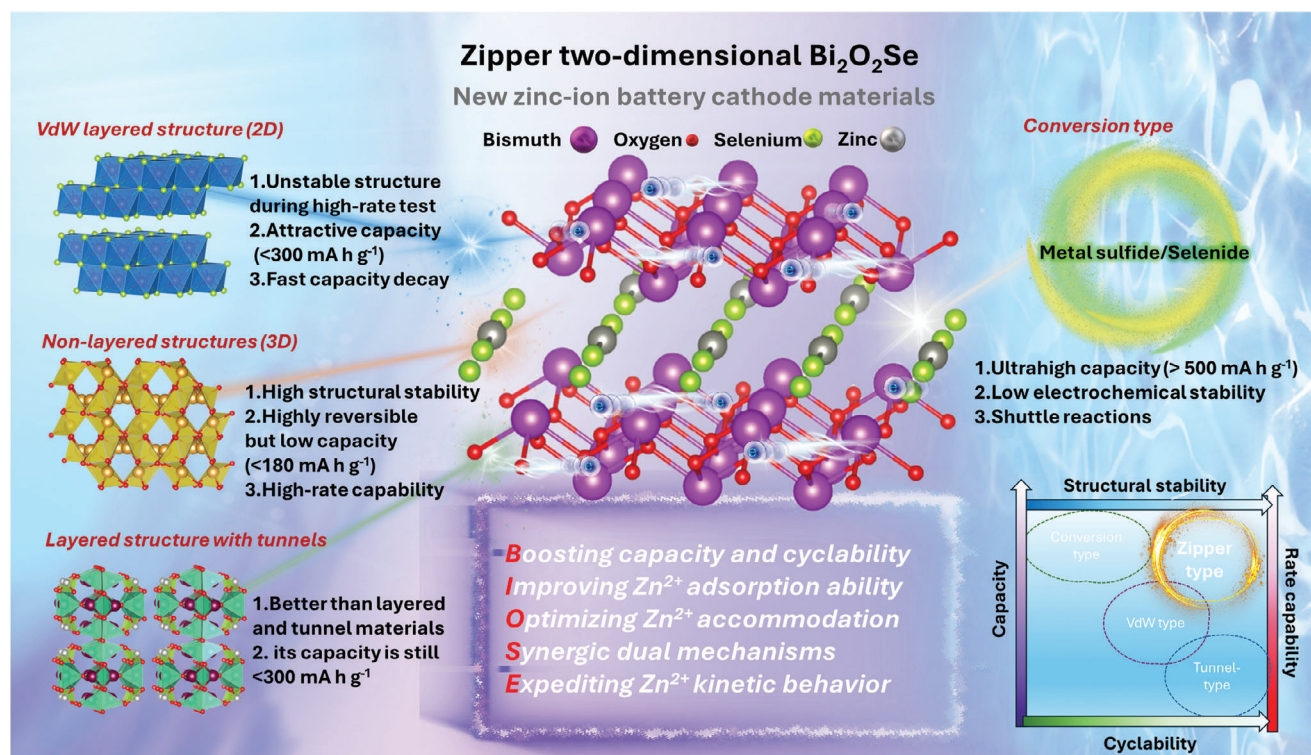 Zipper two-dimensional Bi₂O₂Se
New zinc-ion battery cathode materials
Bismuth Oxygen Selenium Zinc
VdW layered structure (2D)
1.Unstable structure
during high-rate test
2.Attractive capacity
(<300 mA h g⁻¹)
3.Fast capacity decay
Non-layered structures (3D)
1.High structural stability
2.Highly reversible
but low capacity
(<180 mA h g⁻¹)
3.High-rate capability
Layered structure with tunnels
1.Better than layered
and tunnel materials
2. its capacity is still
<300 mA h g⁻¹
Boosting capacity and cyclability
Improving Zn²⁺ adsorption ability
Optimizing Zn²⁺ accommodation
Synergic dual mechanisms
Expediting Zn²⁺ kinetic behavior
Conversion type
Metal sulfide/Selenide
1.Ultrahigh capacity (> 500 mA h g⁻¹)
2.Low electrochemical stability
3.Shuttle reactions
Structural stability
Capacity
Conversion
type
Zipper
type
VdW type
Tunnel-
type
Rate capability
Cyclability